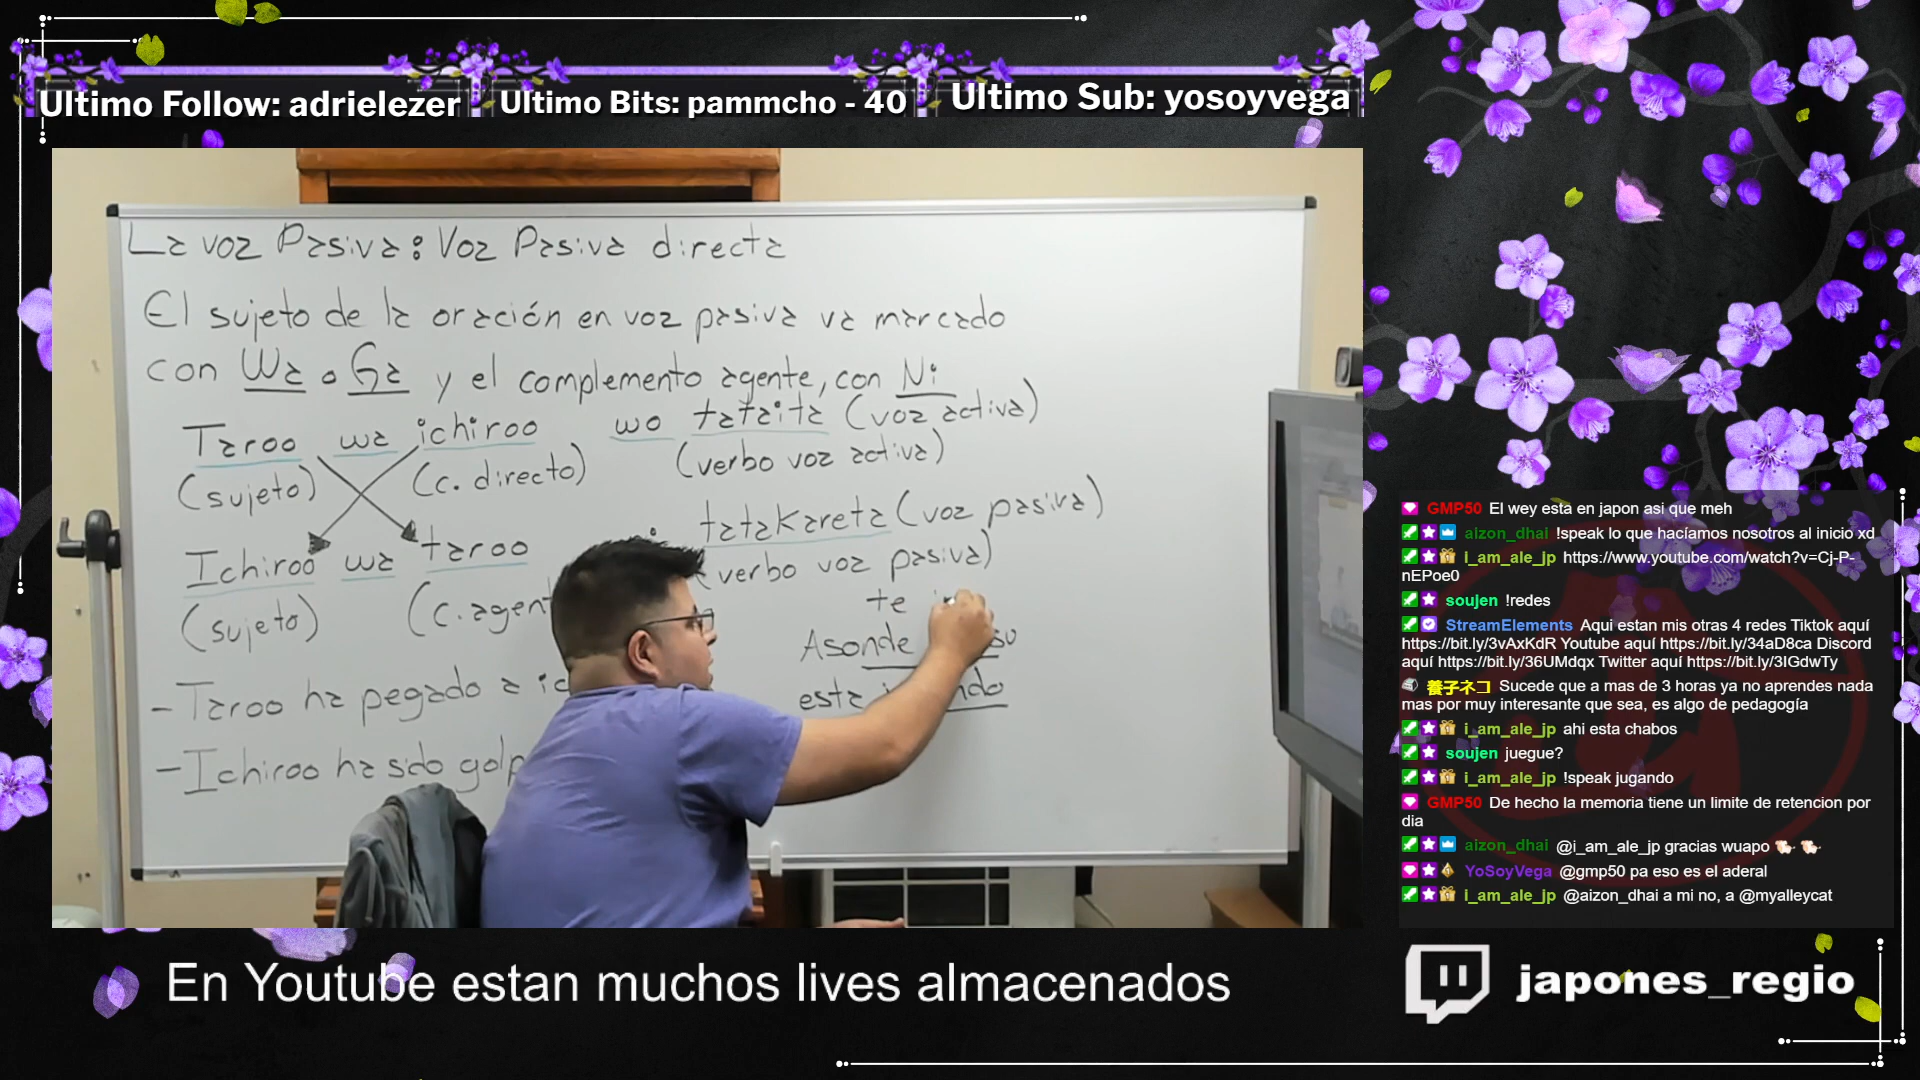 Ultimo Follow: adrielezer
Ultimo Bits: pammcho - 40
Ultimo Sub: yosoyvega
La voz Pasiva: Voz Pasiva directa
El sujeto de la oración en voz pasiva va marcado
con Wa o Ga y el complemento agente, con Ni
Taroo wa ichiroo wo tataita (voz activa)
(sujeto) (c. directo) (verbo voz activa)
Ichiroo wa taroo tatakareta (voz pasiva)
(sujeto) (c. agent verbo voz pasiva)
te
Asonde su
esta ndo
- Taroo ha pegado a ic
- Ichiroo ha sido golp
GMP50 El wey esta en japon asi que meh
aizon_dhai !speak lo que hacíamos nosotros al inicio xd
i_am_ale_jp https://www.youtube.com/watch?v=Cj-P-
nEPoe0
soujen !redes
StreamElements Aqui estan mis otras 4 redes Tiktok aquí
https://bit.ly/3vAxKdR Youtube aquí https://bit.ly/34aD8ca Discord
aquí https://bit.ly/36UMdqx Twitter aquí https://bit.ly/3IGdwTy
養子ネコ Sucede que a mas de 3 horas ya no aprendes nada
mas por muy interesante que sea, es algo de pedagogía
i_am_ale_jp ahi esta chabos
soujen juegue?
i_am_ale_jp !speak jugando
GMP50 De hecho la memoria tiene un limite de retencion por
dia
aizon_dhai @i_am_ale_jp gracias wuapo
YoSoyVega @gmp50 pa eso es el aderal
i_am_ale_jp @aizon_dhai a mi no, a @myalleycat
En Youtube estan muchos lives almacenados
japones_regio